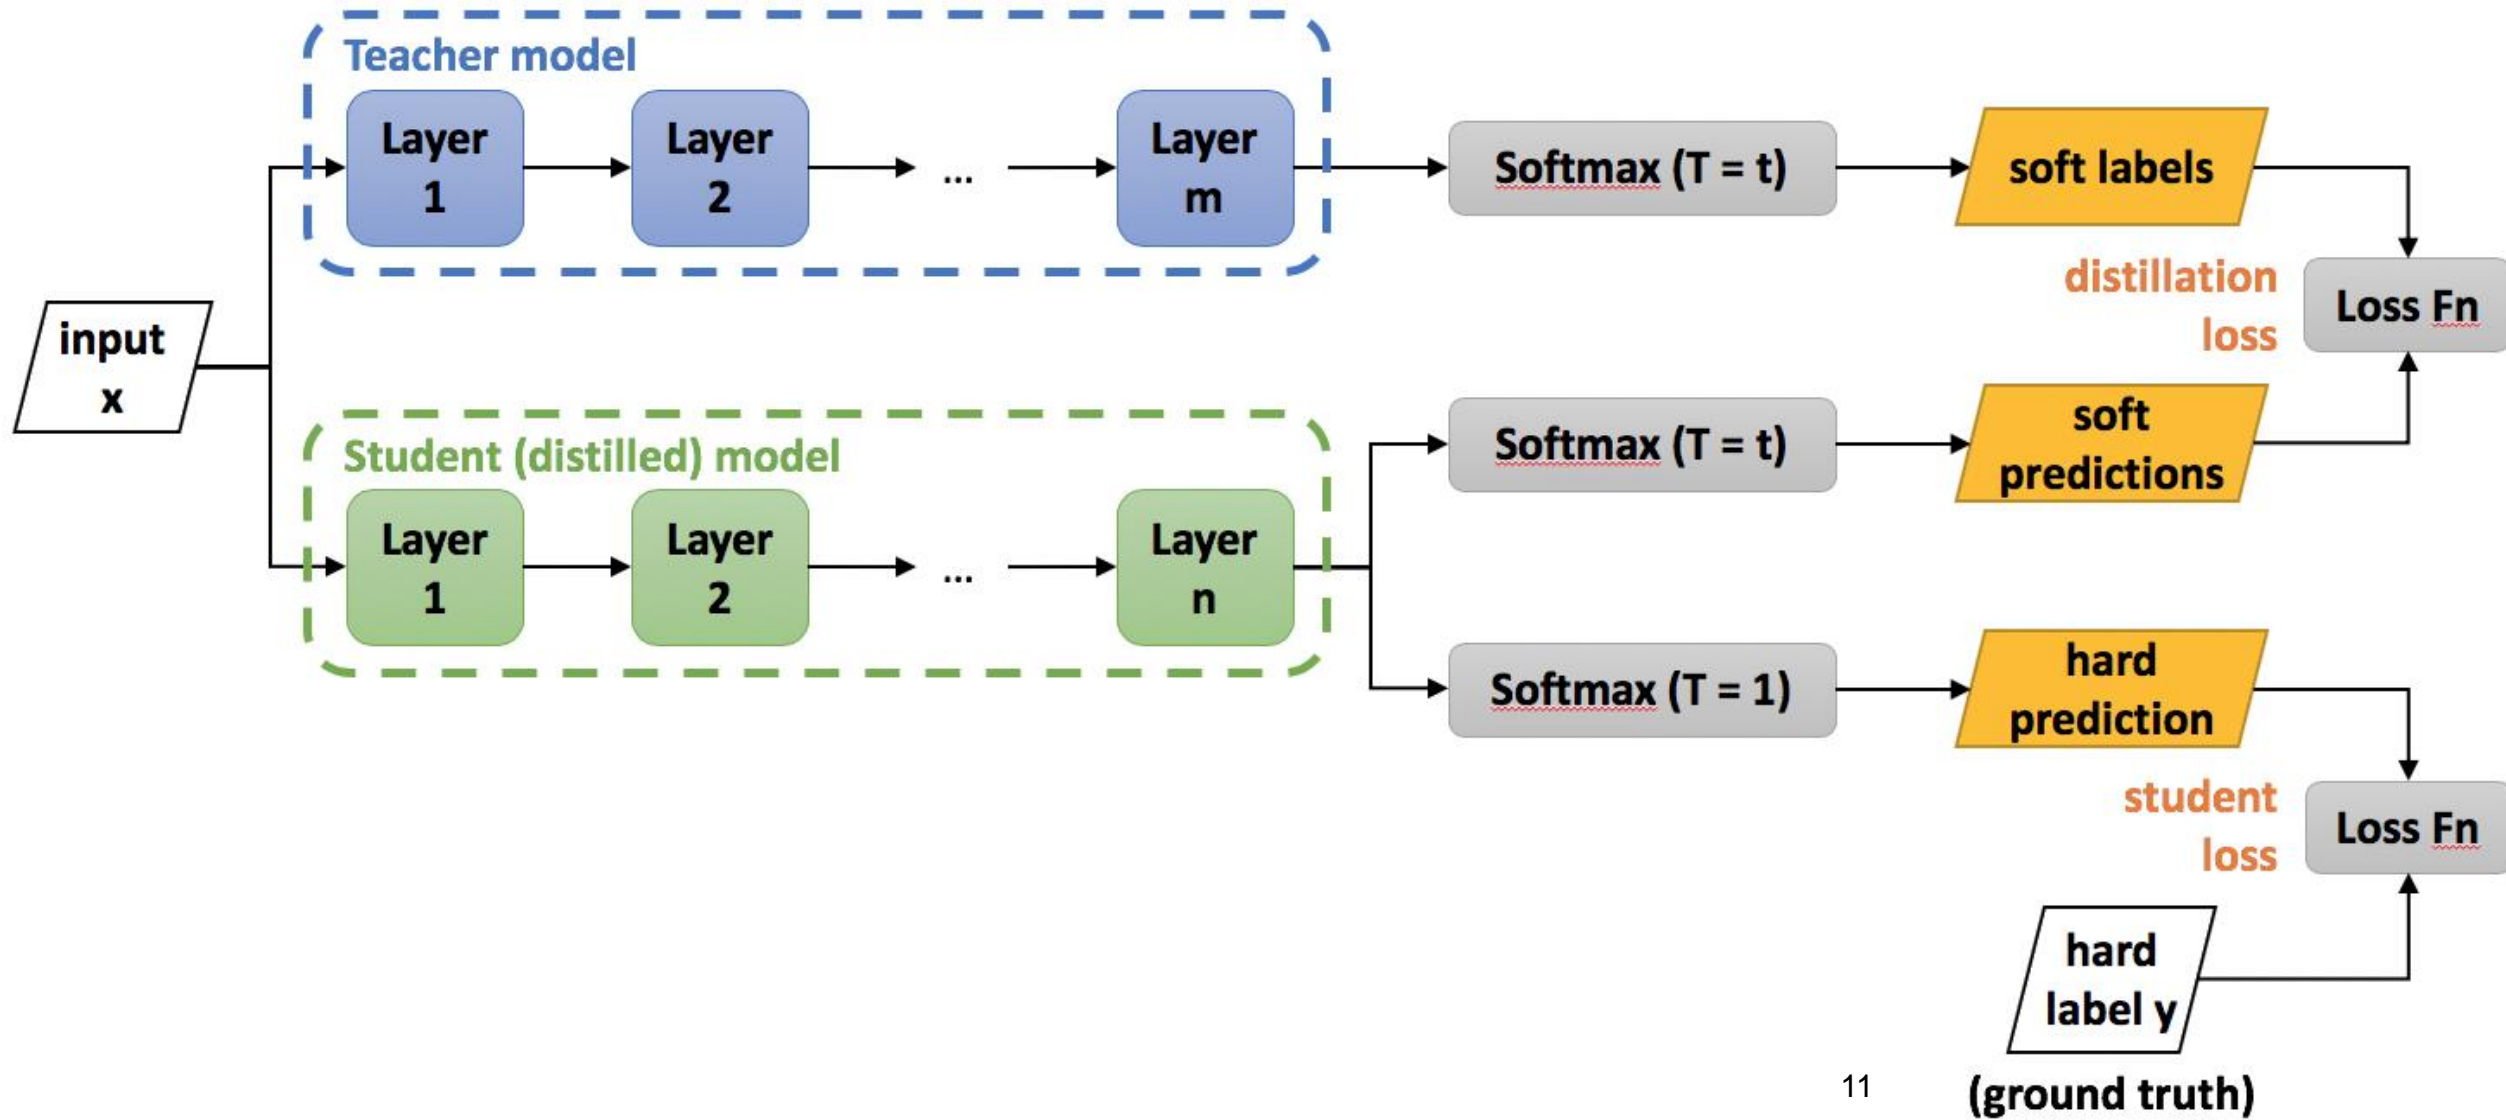 Teacher model
Layer
1
Layer
2
...
Layer
m
Softmax (T = t)
soft labels
distillation
loss
Loss Fn
input
x
Student (distilled) model
Layer
1
Layer
2
...
Layer
n
Softmax (T = t)
soft
predictions
Softmax (T = 1)
hard
prediction
student
loss
Loss Fn
hard
label y
(ground truth)
11